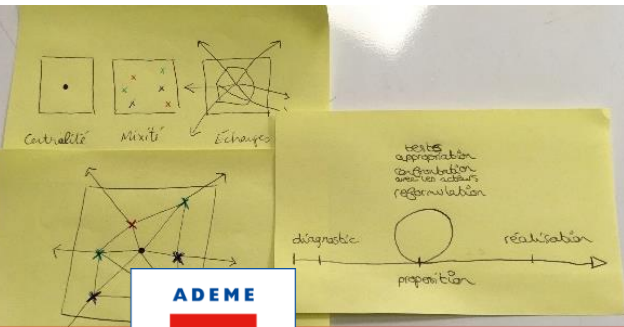 Centralité Mixité Échanges
tests
appropriation
confrontation
avec les acteurs
reformulation
diagnostic
réalisation
proposition
ADEME